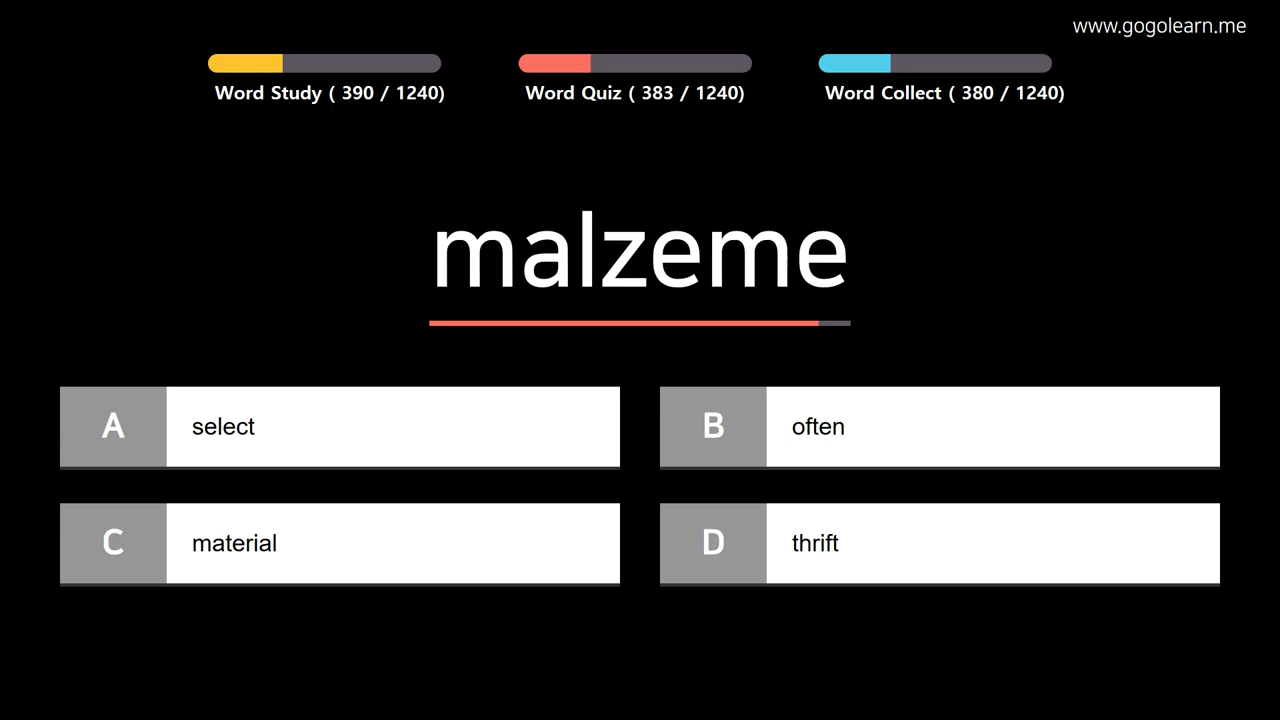 www.gogolearn.me
Word Study ( 390 / 1240)
Word Quiz ( 383 / 1240)
Word Collect ( 380 / 1240)
malzeme
A
select
B
often
C
material
D
thrift